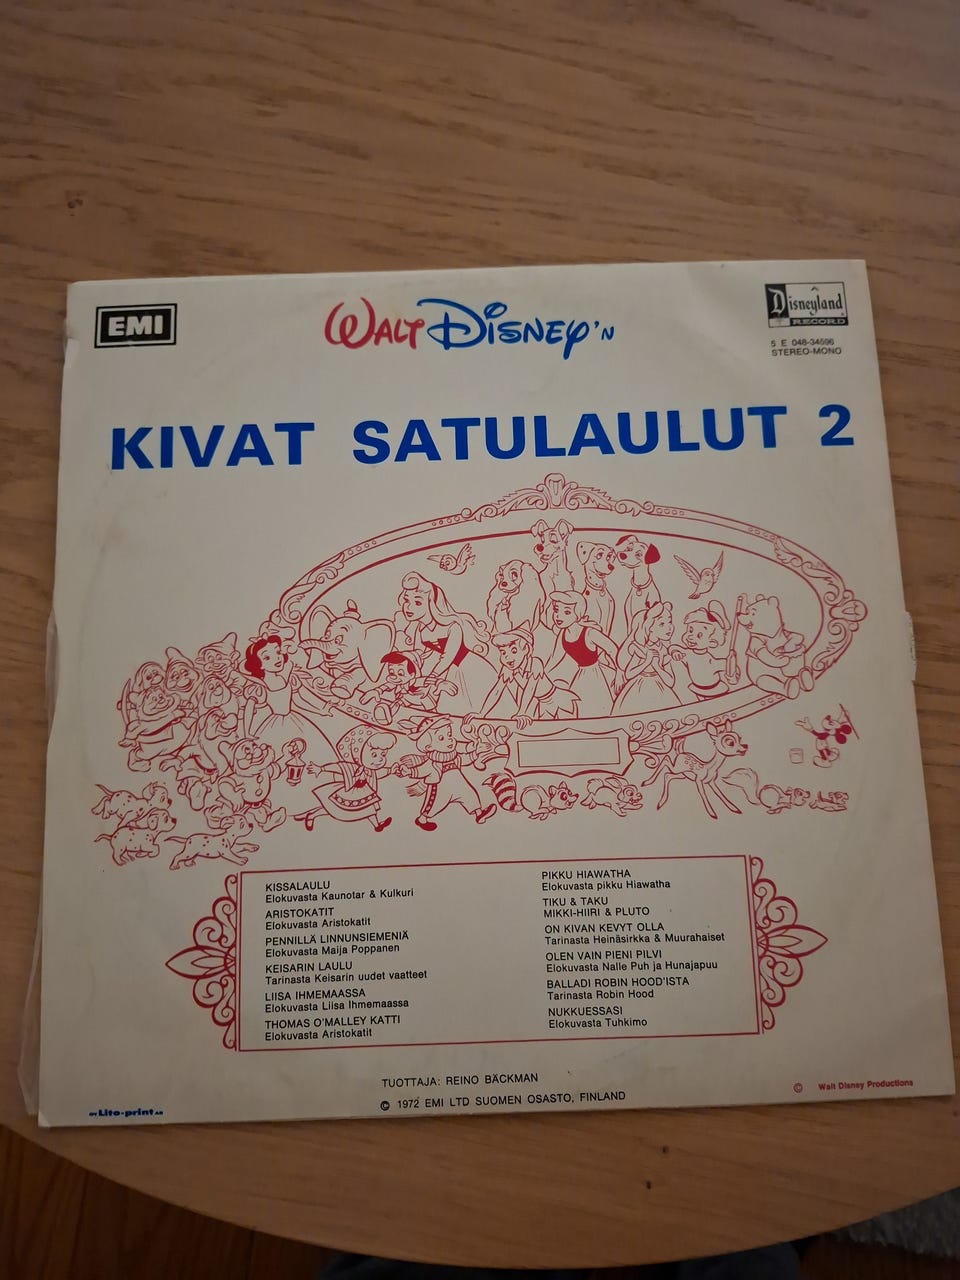 EMI
WALT DISNEY'N
Disneyland
RECORD
5 E 048-34596
STEREO-MONO
KIVAT SATULAULUT 2
KISSALAULU
Elokuvasta Kaunotar & Kulkuri
ARISTOKATIT
Elokuvasta Aristokatit
PENNILLÄ LINNUNSIEMENIÄ
Elokuvasta Maija Poppanen
KEISARIN LAULU
Tarinasta Keisarin uudet vaatteet
LIISA IHMEMAASSA
Elokuvasta Liisa Ihmemaassa
THOMAS O'MALLEY KATTI
Elokuvasta Aristokatit
PIKKU HIAWATHA
Elokuvasta pikku Hiawatha
TIKU & TAKU
MIKKI-HIIRI & PLUTO
ON KIVAN KEVYT OLLA
Tarinasta Heinäsirkka & Muurahaiset
OLEN VAIN PIENI PILVI
Elokuvasta Nalle Puh ja Hunajapuu
BALLADI ROBIN HOOD'ISTA
Tarinasta Robin Hood
NUKKUESSASI
Elokuvasta Tuhkimo
TUOTTAJA: REINO BÄCKMAN
© 1972 EMI LTD SUOMEN OSASTO, FINLAND
OY Lito-print AB
© Walt Disney Productions